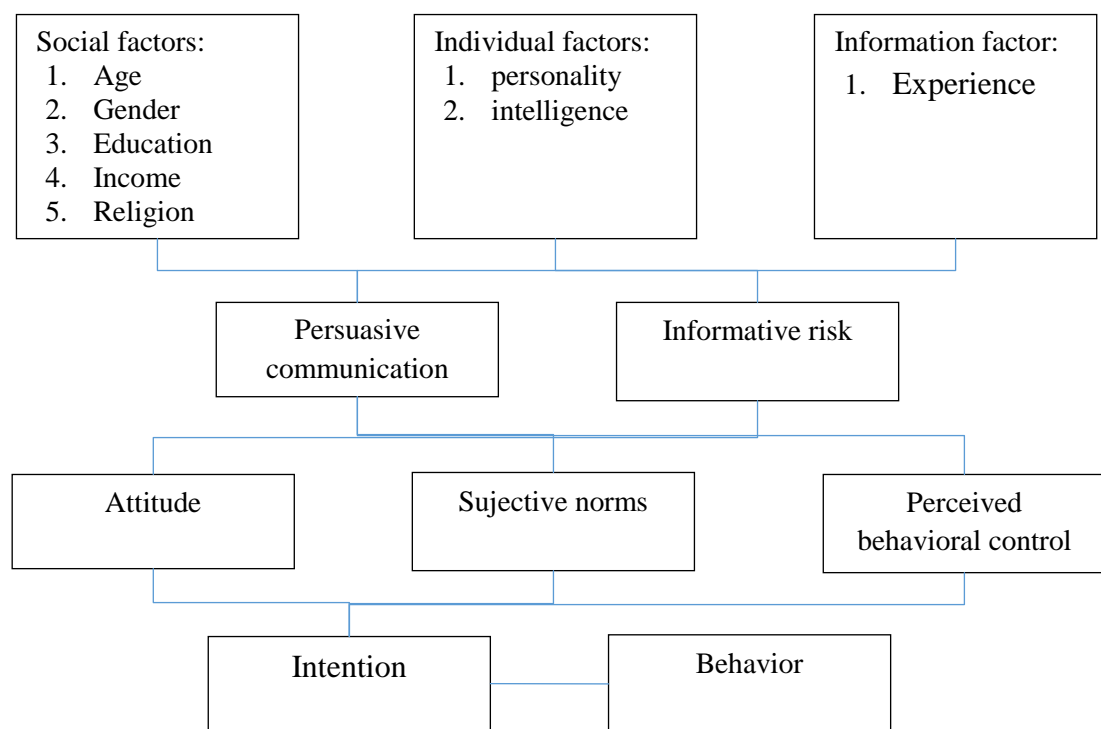 Social factors:
1. Age
2. Gender
3. Education
4. Income
5. Religion
Individual factors:
1. personality
2. intelligence
Information factor:
1. Experience
Persuasive
communication
Informative risk
Attitude
Sujective norms
Perceived
behavioral control
Intention
Behavior